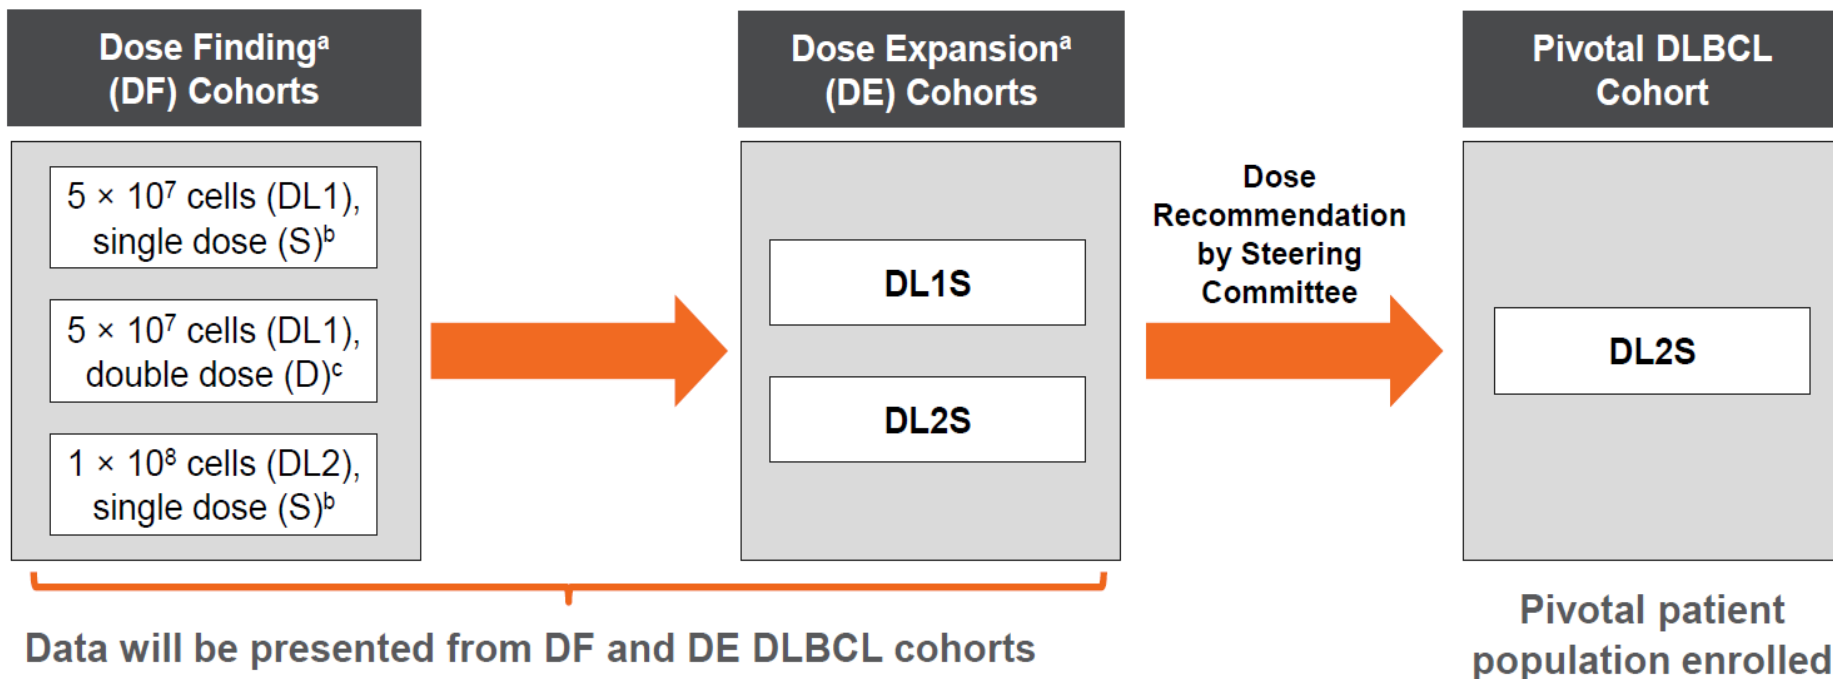 Dose Findingᵃ
(DF) Cohorts
5 × 10⁷ cells (DL1),
single dose (S)ᵇ
5 × 10⁷ cells (DL1),
double dose (D)ᶜ
1 × 10⁸ cells (DL2),
single dose (S)ᵇ
Dose Expansionᵃ
(DE) Cohorts
DL1S
DL2S
Dose
Recommendation
by Steering
Committee
Pivotal DLBCL
Cohort
DL2S
Data will be presented from DF and DE DLBCL cohorts
Pivotal patient
population enrolled